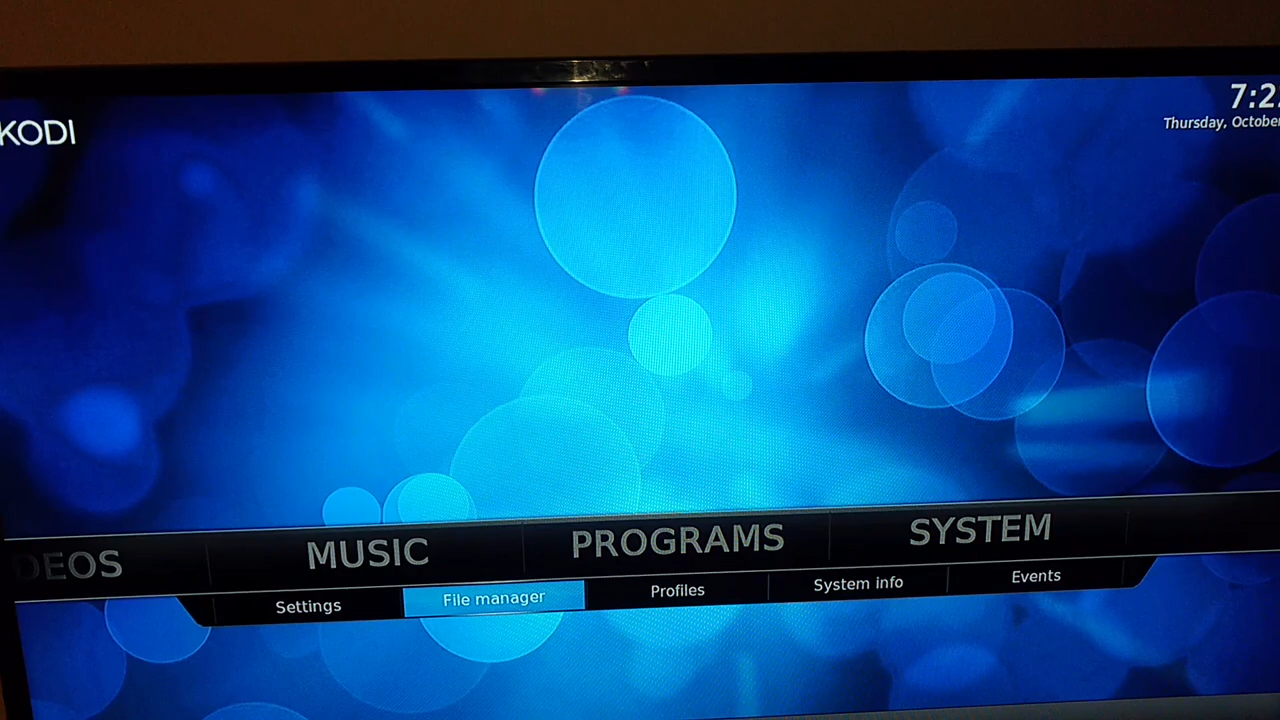 KODI
7:2
Thursday, October
DEOS MUSIC PROGRAMS SYSTEM
Settings File manager Profiles System info Events